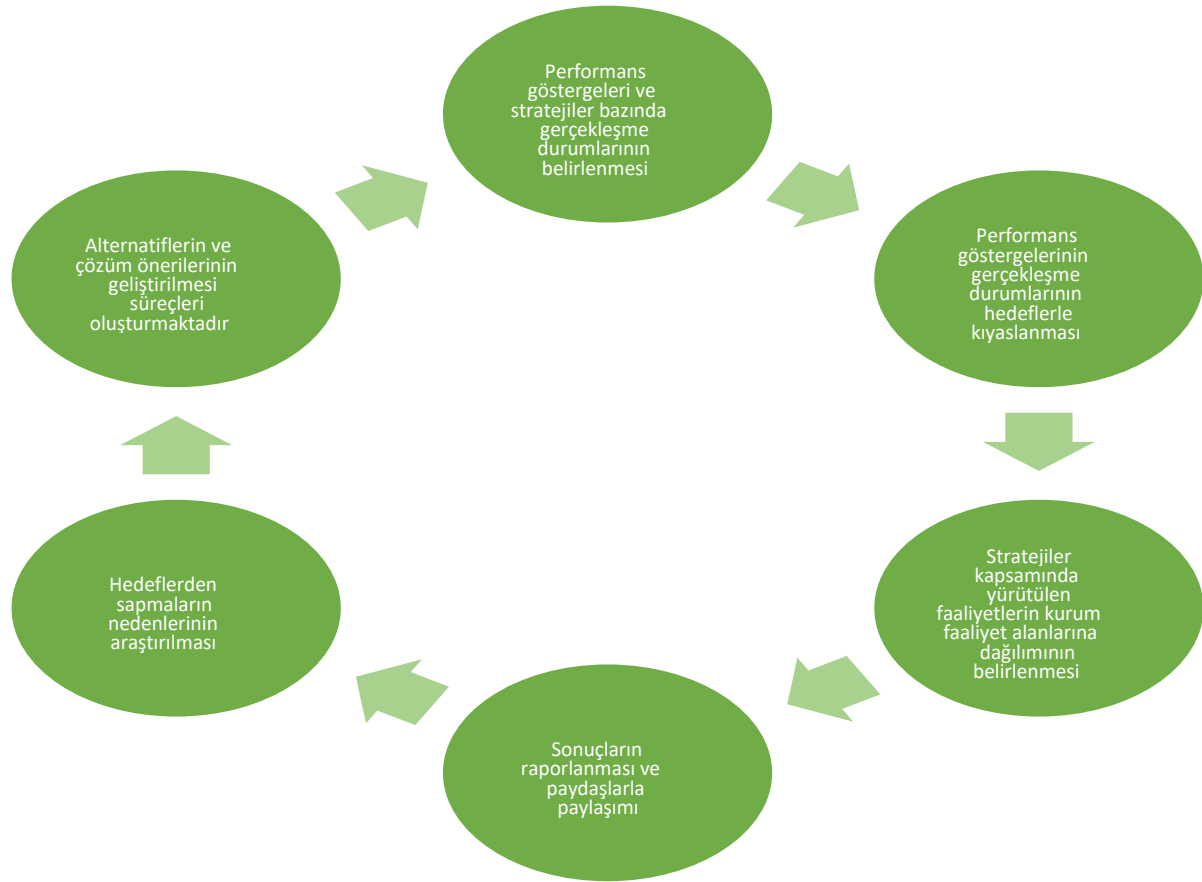 Performans
göstergeleri ve
stratejiler bazında
gerçekleşme
durumlarının
belirlenmesi
Performans
göstergelerinin
gerçekleşme
durumlarının
hedeflerle
kıyaslanması
Stratejiler
kapsamında
yürütülen
faaliyetlerin kurum
faaliyet alanlarına
dağılımının
belirlenmesi
Sonuçların
raporlanması ve
paydaşlarla
paylaşımı
Hedeflerden
sapmaların
nedenlerinin
araştırılması
Alternatiflerin ve
çözüm önerilerinin
geliştirilmesi
süreçleri
oluşturmaktadır